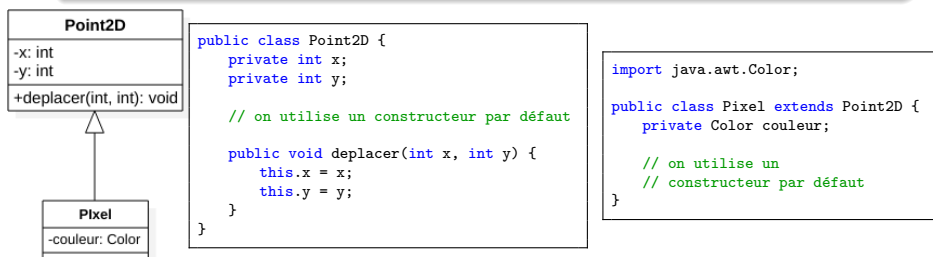 Point2D
-x: int
-y: int
+deplacer(int, int): void
PIxel
-couleur: Color
public class Point2D {
private int x;
private int y;
// on utilise un constructeur par défaut
public void deplacer(int x, int y) {
this.x = x;
this.y = y;
}
}
import java.awt.Color;
public class Pixel extends Point2D {
private Color couleur;
// on utilise un
// constructeur par défaut
}